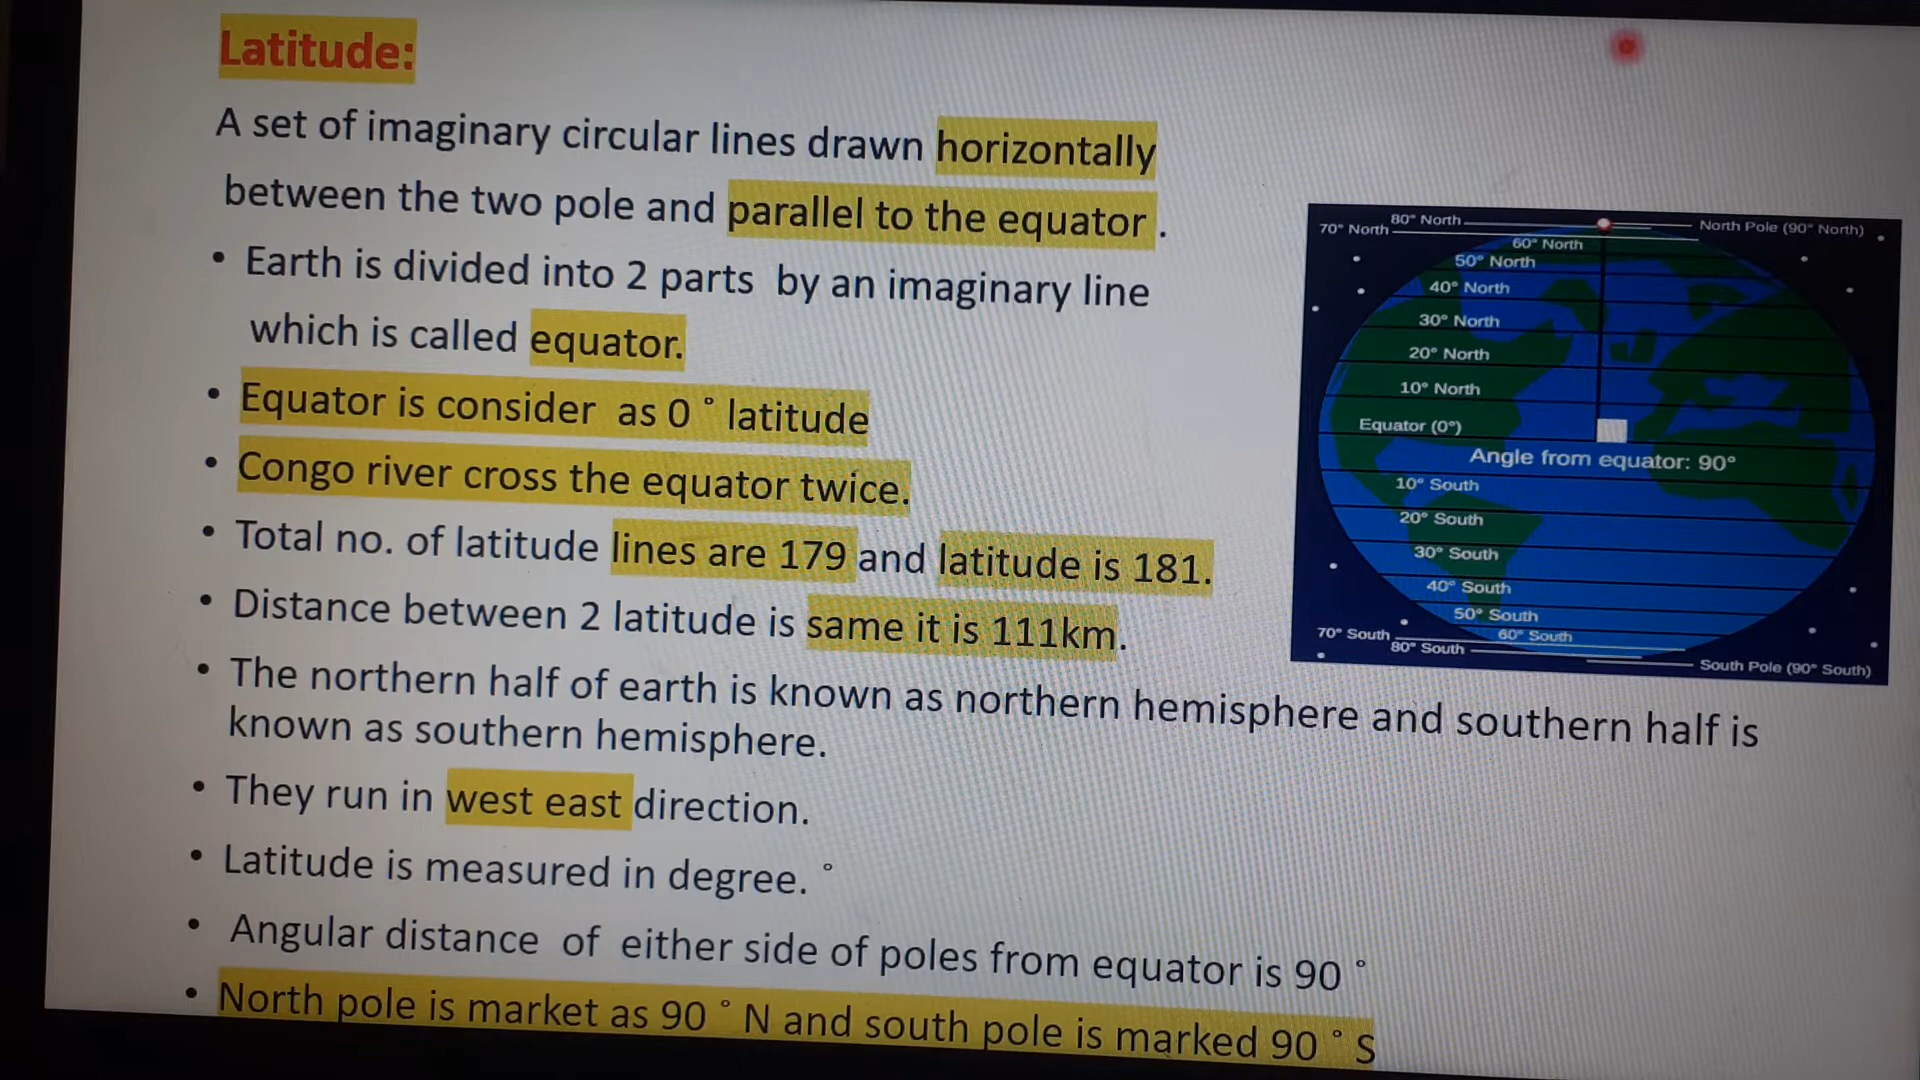 Latitude:
A set of imaginary circular lines drawn horizontally
between the two pole and parallel to the equator .
• Earth is divided into 2 parts by an imaginary line
which is called equator.
• Equator is consider as 0 ° latitude
• Congo river cross the equator twice.
• Total no. of latitude lines are 179 and latitude is 181.
• Distance between 2 latitude is same it is 111km.
• The northern half of earth is known as northern hemisphere and southern half is
known as southern hemisphere.
• They run in west east direction.
• Latitude is measured in degree. °
• Angular distance of either side of poles from equator is 90 °
• North pole is market as 90 ° N and south pole is marked 90 ° S
80° North
North Pole (90° North)
70° North
60° North
50° North
40° North
30° North
20° North
10° North
Equator (0°)
Angle from equator: 90°
10° South
20° South
30° South
40° South
50° South
70° South
60° South
80° South
South Pole (90° South)